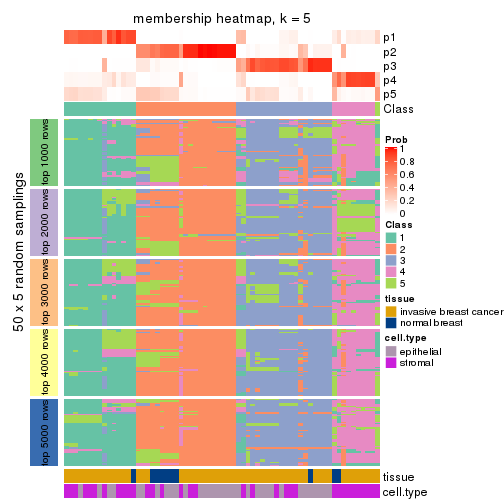 membership heatmap, k = 5
p1
p2
p3
p4
p5
Class
50 x 5 random samplings
top 1000 rows
top 2000 rows
top 3000 rows
top 4000 rows
top 5000 rows
Prob
1
0.8
0.6
0.4
0.2
0
Class
1
2
3
4
5
tissue
invasive breast cancer
normal breast
cell.type
epithelial
stromal
tissue
cell.type